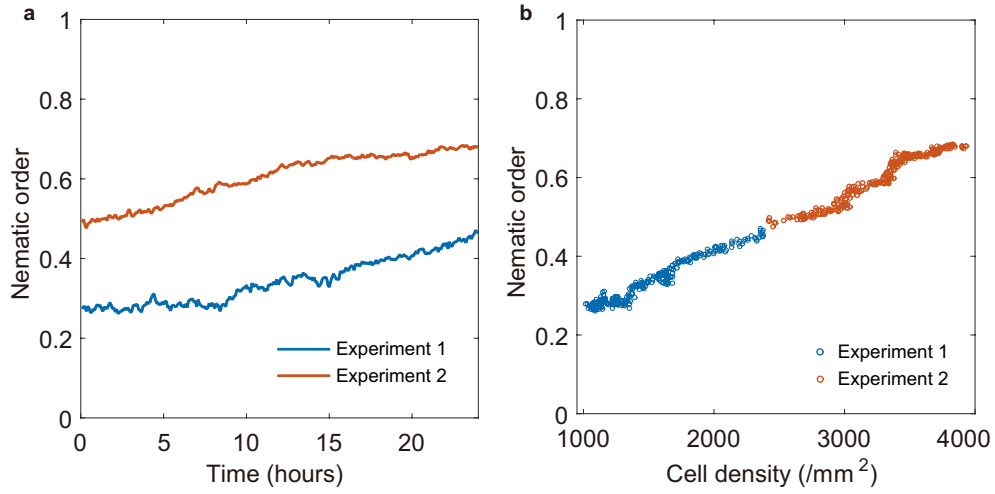 a
1
0.8
0.6
0.4
0.2
0
Nematic order
0
5
10
15
20
Time (hours)
Experiment 1
Experiment 2
b
1
0.8
0.6
0.4
0.2
0
Nematic order
1000
2000
3000
4000
Cell density (/mm²)
Experiment 1
Experiment 2